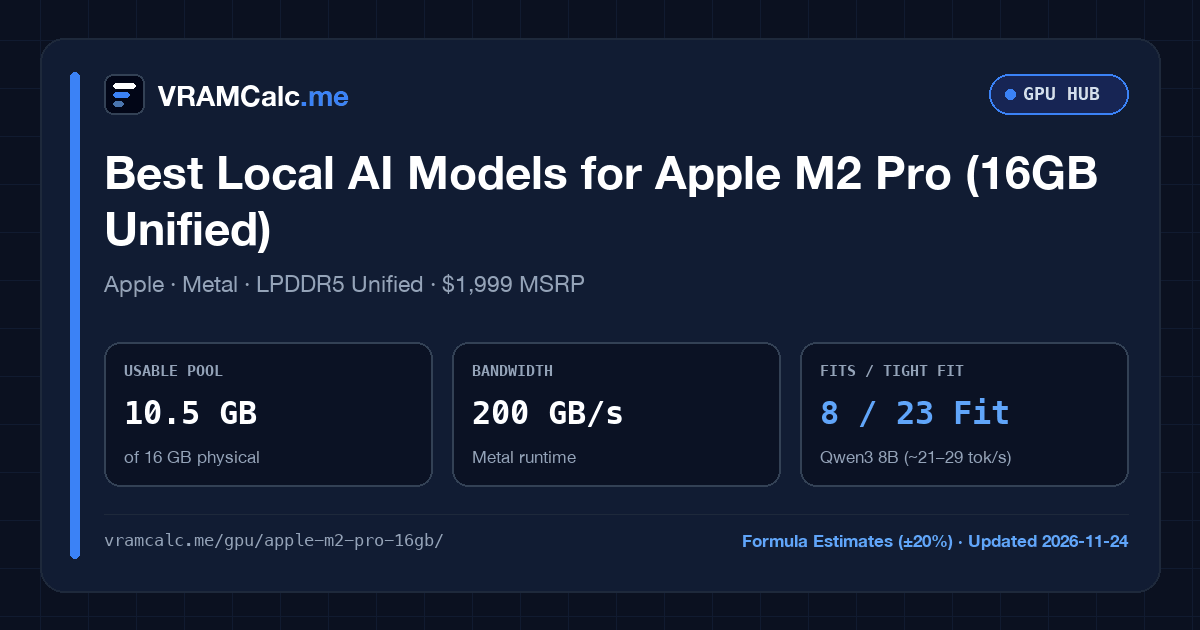 VRAMCalc.me
GPU HUB
Best Local AI Models for Apple M2 Pro (16GB
Unified)
Apple · Metal · LPDDR5 Unified · $1,999 MSRP
USABLE POOL
10.5 GB
of 16 GB physical
BANDWIDTH
200 GB/s
Metal runtime
FITS / TIGHT FIT
8 / 23 Fit
Qwen3 8B (~21–29 tok/s)
vramcalc.me/gpu/apple-m2-pro-16gb/
Formula Estimates (±20%) · Updated 2026-11-24